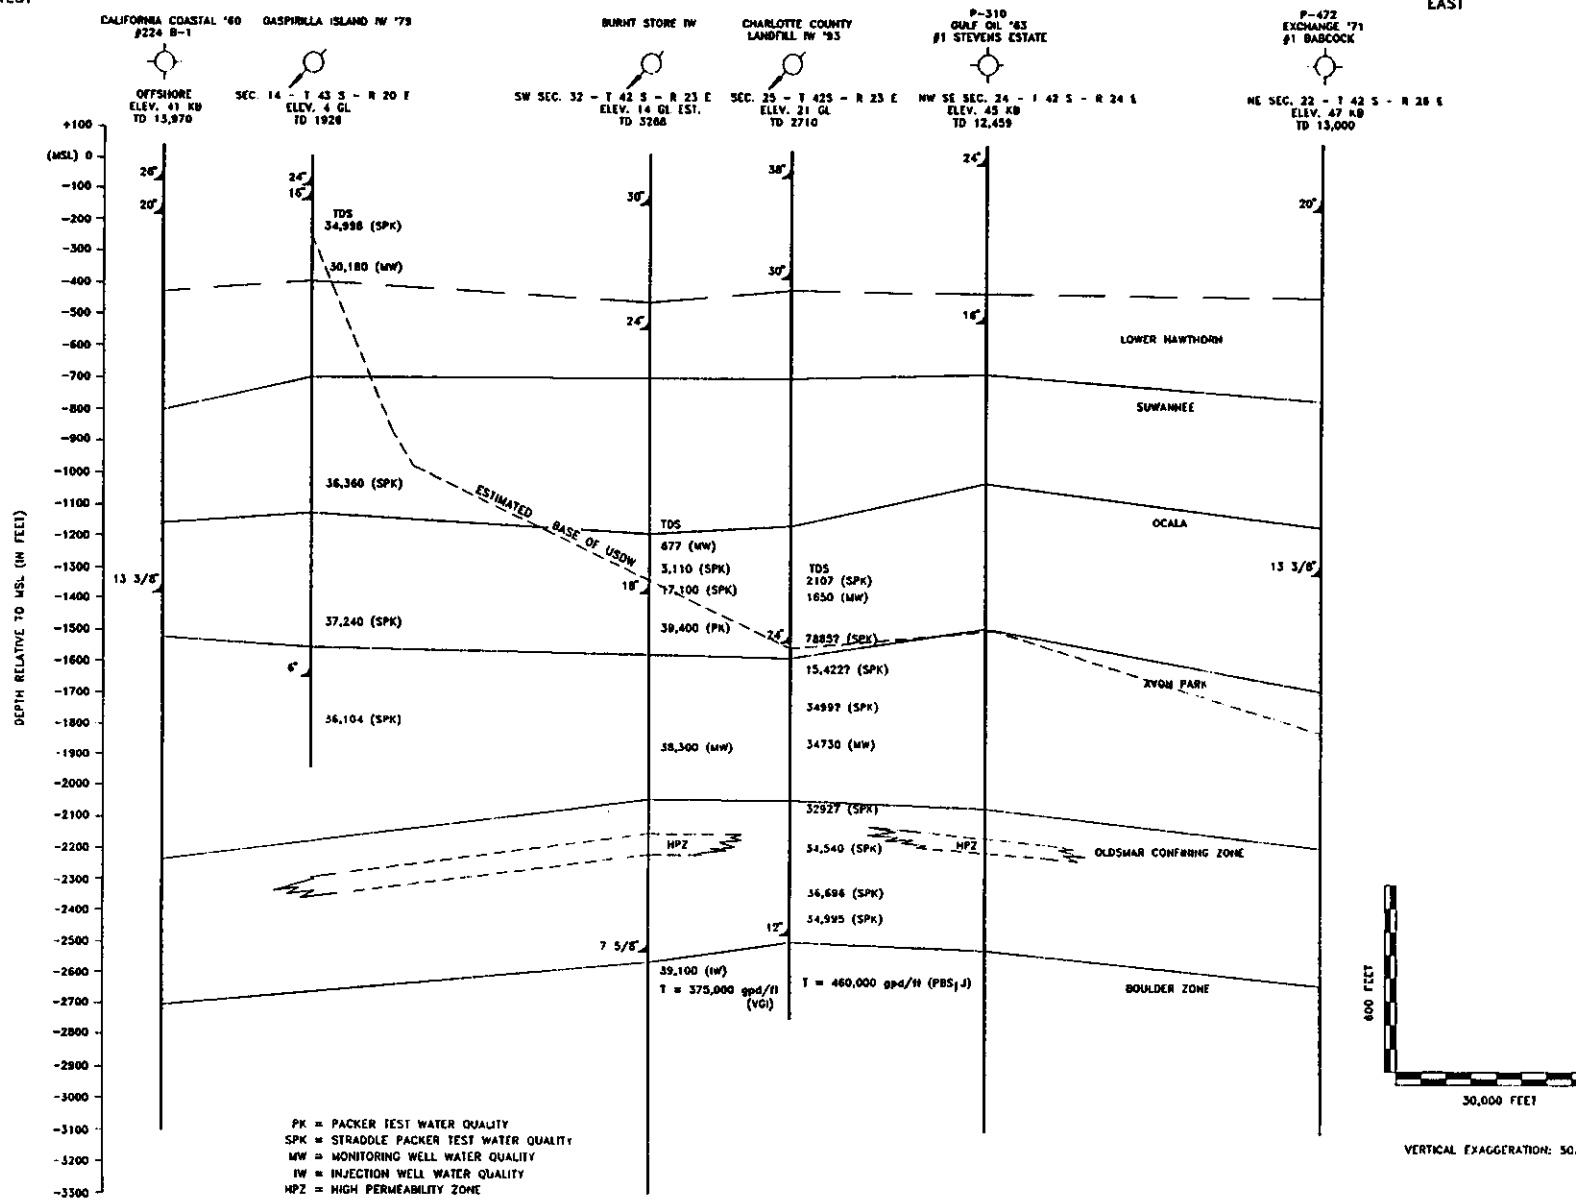 EAST
CALIFORNIA COASTAL '60
#224 B-1
OFFSHORE
ELEV. 41 KB
TD 13,970
GASPIRILLA ISLAND IW '79
SEC. 14 - T 43 S - R 20 E
ELEV. 4 GL
TD 1928
BURNT STORE IW
SW SEC. 32 - T 42 S - R 23 E
ELEV. 14 GL EST.
TD 3268
CHARLOTTE COUNTY
LANDFILL IW '93
SEC. 25 - T 42S - R 23 E
ELEV. 21 GL
TD 2710
P-310
GULF OIL '63
#1 STEVENS ESTATE
NW SE SEC. 24 - T 42 S - R 24 E
ELEV. 45 KB
TD 12,459
P-472
EXCHANGE '71
#1 BABCOCK
NE SEC. 22 - T 42 S - R 26 E
ELEV. 47 KB
TD 13,000
DEPTH RELATIVE TO MSL (IN FEET)
+100
(MSL) 0
-100
-200
-300
-400
-500
-600
-700
-800
-900
-1000
-1100
-1200
-1300
-1400
-1500
-1600
-1700
-1800
-1900
-2000
-2100
-2200
-2300
-2400
-2500
-2600
-2700
-2800
-2900
-3000
-3100
-3200
-3300
26"
20"
13 3/8"
24"
16"
6"
TDS
34,998 (SPK)
30,180 (MW)
36,360 (SPK)
37,240 (SPK)
36,104 (SPK)
30"
24"
18"
7 5/8"
TDS
677 (MW)
3,110 (SPK)
17,100 (SPK)
39,400 (PK)
38,300 (MW)
HPZ
39,100 (IW)
T = 375,000 gpd/ft
(VGI)
38"
30"
24"
12"
TDS
2107 (SPK)
1650 (MW)
7885? (SPK)
15,422? (SPK)
3499? (SPK)
34730 (MW)
32927 (SPK)
34,540 (SPK)
36,696 (SPK)
34,995 (SPK)
T = 460,000 gpd/ft (PBS&J)
24"
16"
HPZ
20"
13 3/8"
ESTIMATED BASE OF USDW
LOWER HAWTHORN
SUWANNEE
OCALA
AVON PARK
OLDSMAR CONFINING ZONE
BOULDER ZONE
600 FEET
30,000 FEET
VERTICAL EXAGGERATION: 50
PK = PACKER TEST WATER QUALITY
SPK = STRADDLE PACKER TEST WATER QUALITY
MW = MONITORING WELL WATER QUALITY
IW = INJECTION WELL WATER QUALITY
HPZ = HIGH PERMEABILITY ZONE